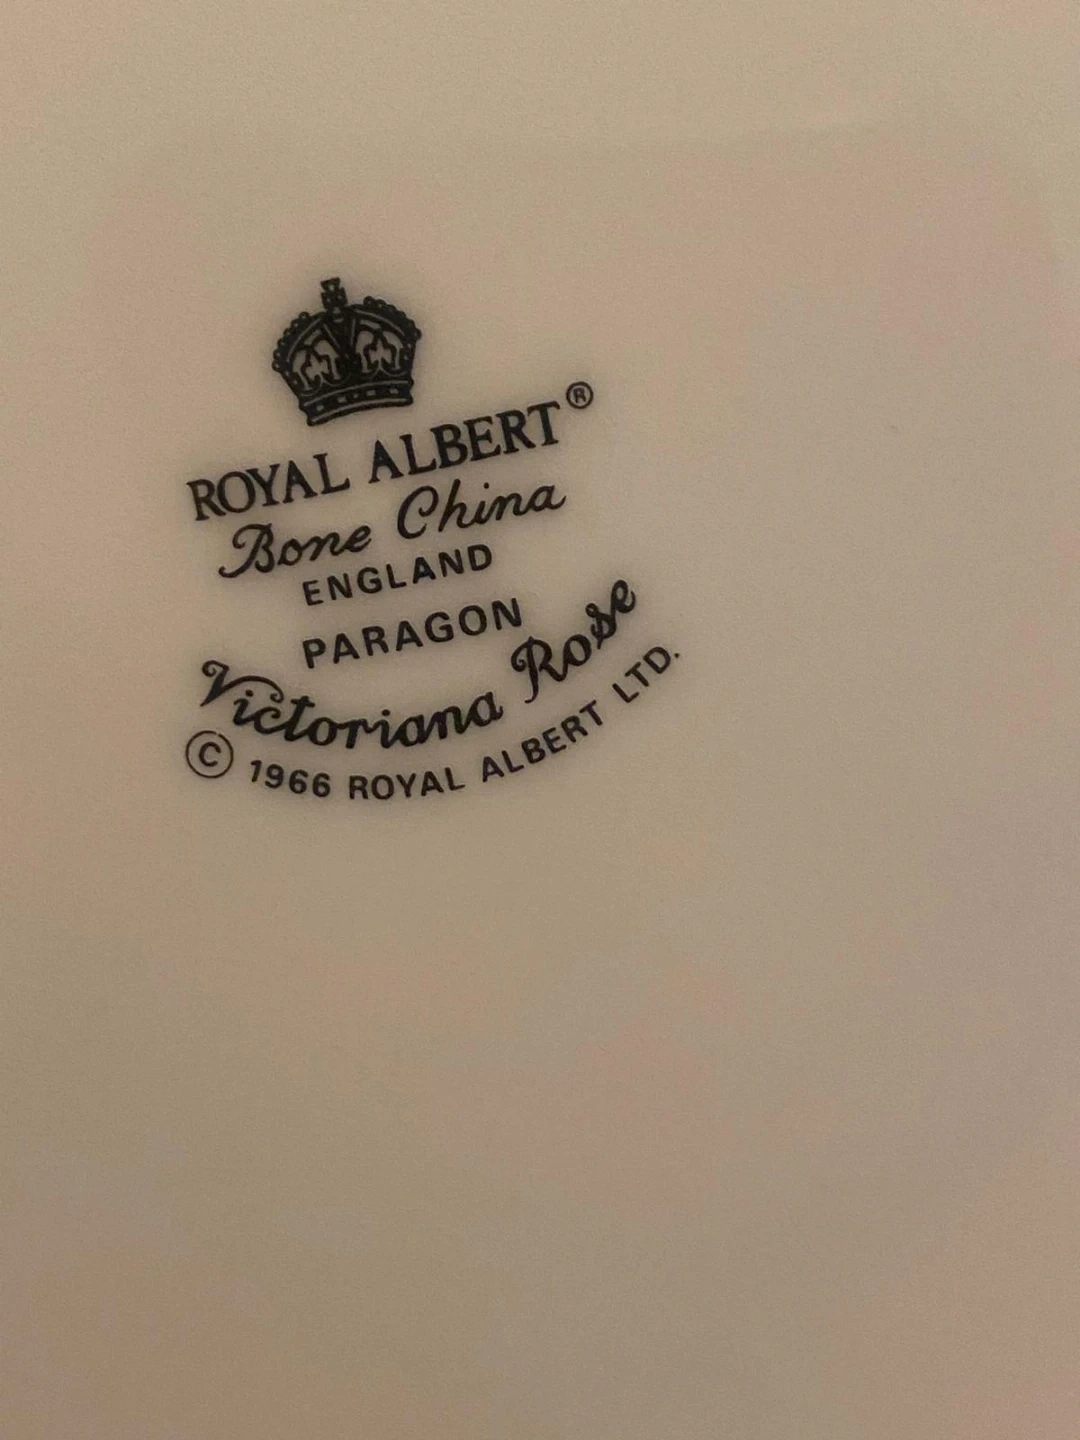 ROYAL ALBERT®
Bone China
ENGLAND
PARAGON
Victoriana Rose
© 1966 ROYAL ALBERT LTD.